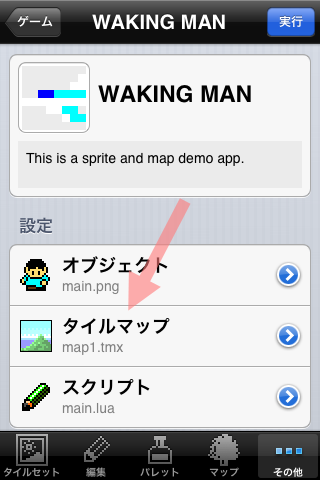 ゲーム
WAKING MAN
実行
WAKING MAN
This is a sprite and map demo app.
設定
オブジェクト
main.png
タイルマップ
map1.tmx
スクリプト
main.lua
タイルセット
編集
パレット
マップ
その他